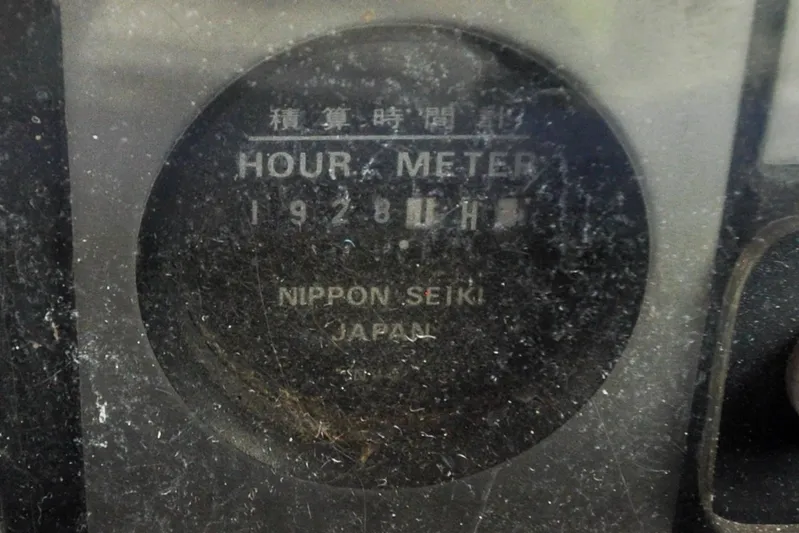 積算時間計
HOUR METER
1928 H
NIPPON SEIKI
JAPAN